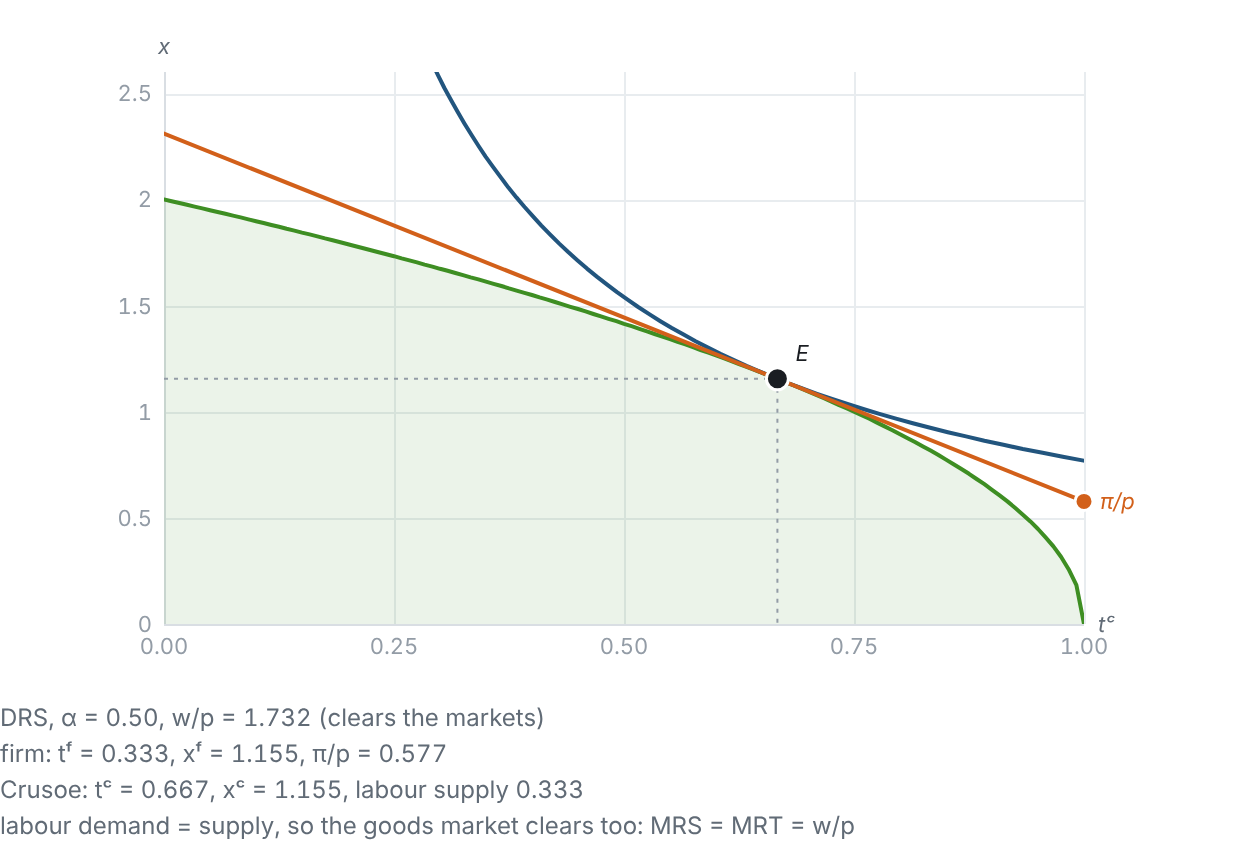 x
2.5
2
1.5
E
1
π/p
0.5
0
tᶜ
0.00 0.25 0.50 0.75 1.00
DRS, α = 0.50, w/p = 1.732 (clears the markets)
firm: tᶠ = 0.333, xᶠ = 1.155, π/p = 0.577
Crusoe: tᶜ = 0.667, xᶜ = 1.155, labour supply 0.333
labour demand = supply, so the goods market clears too: MRS = MRT = w/p